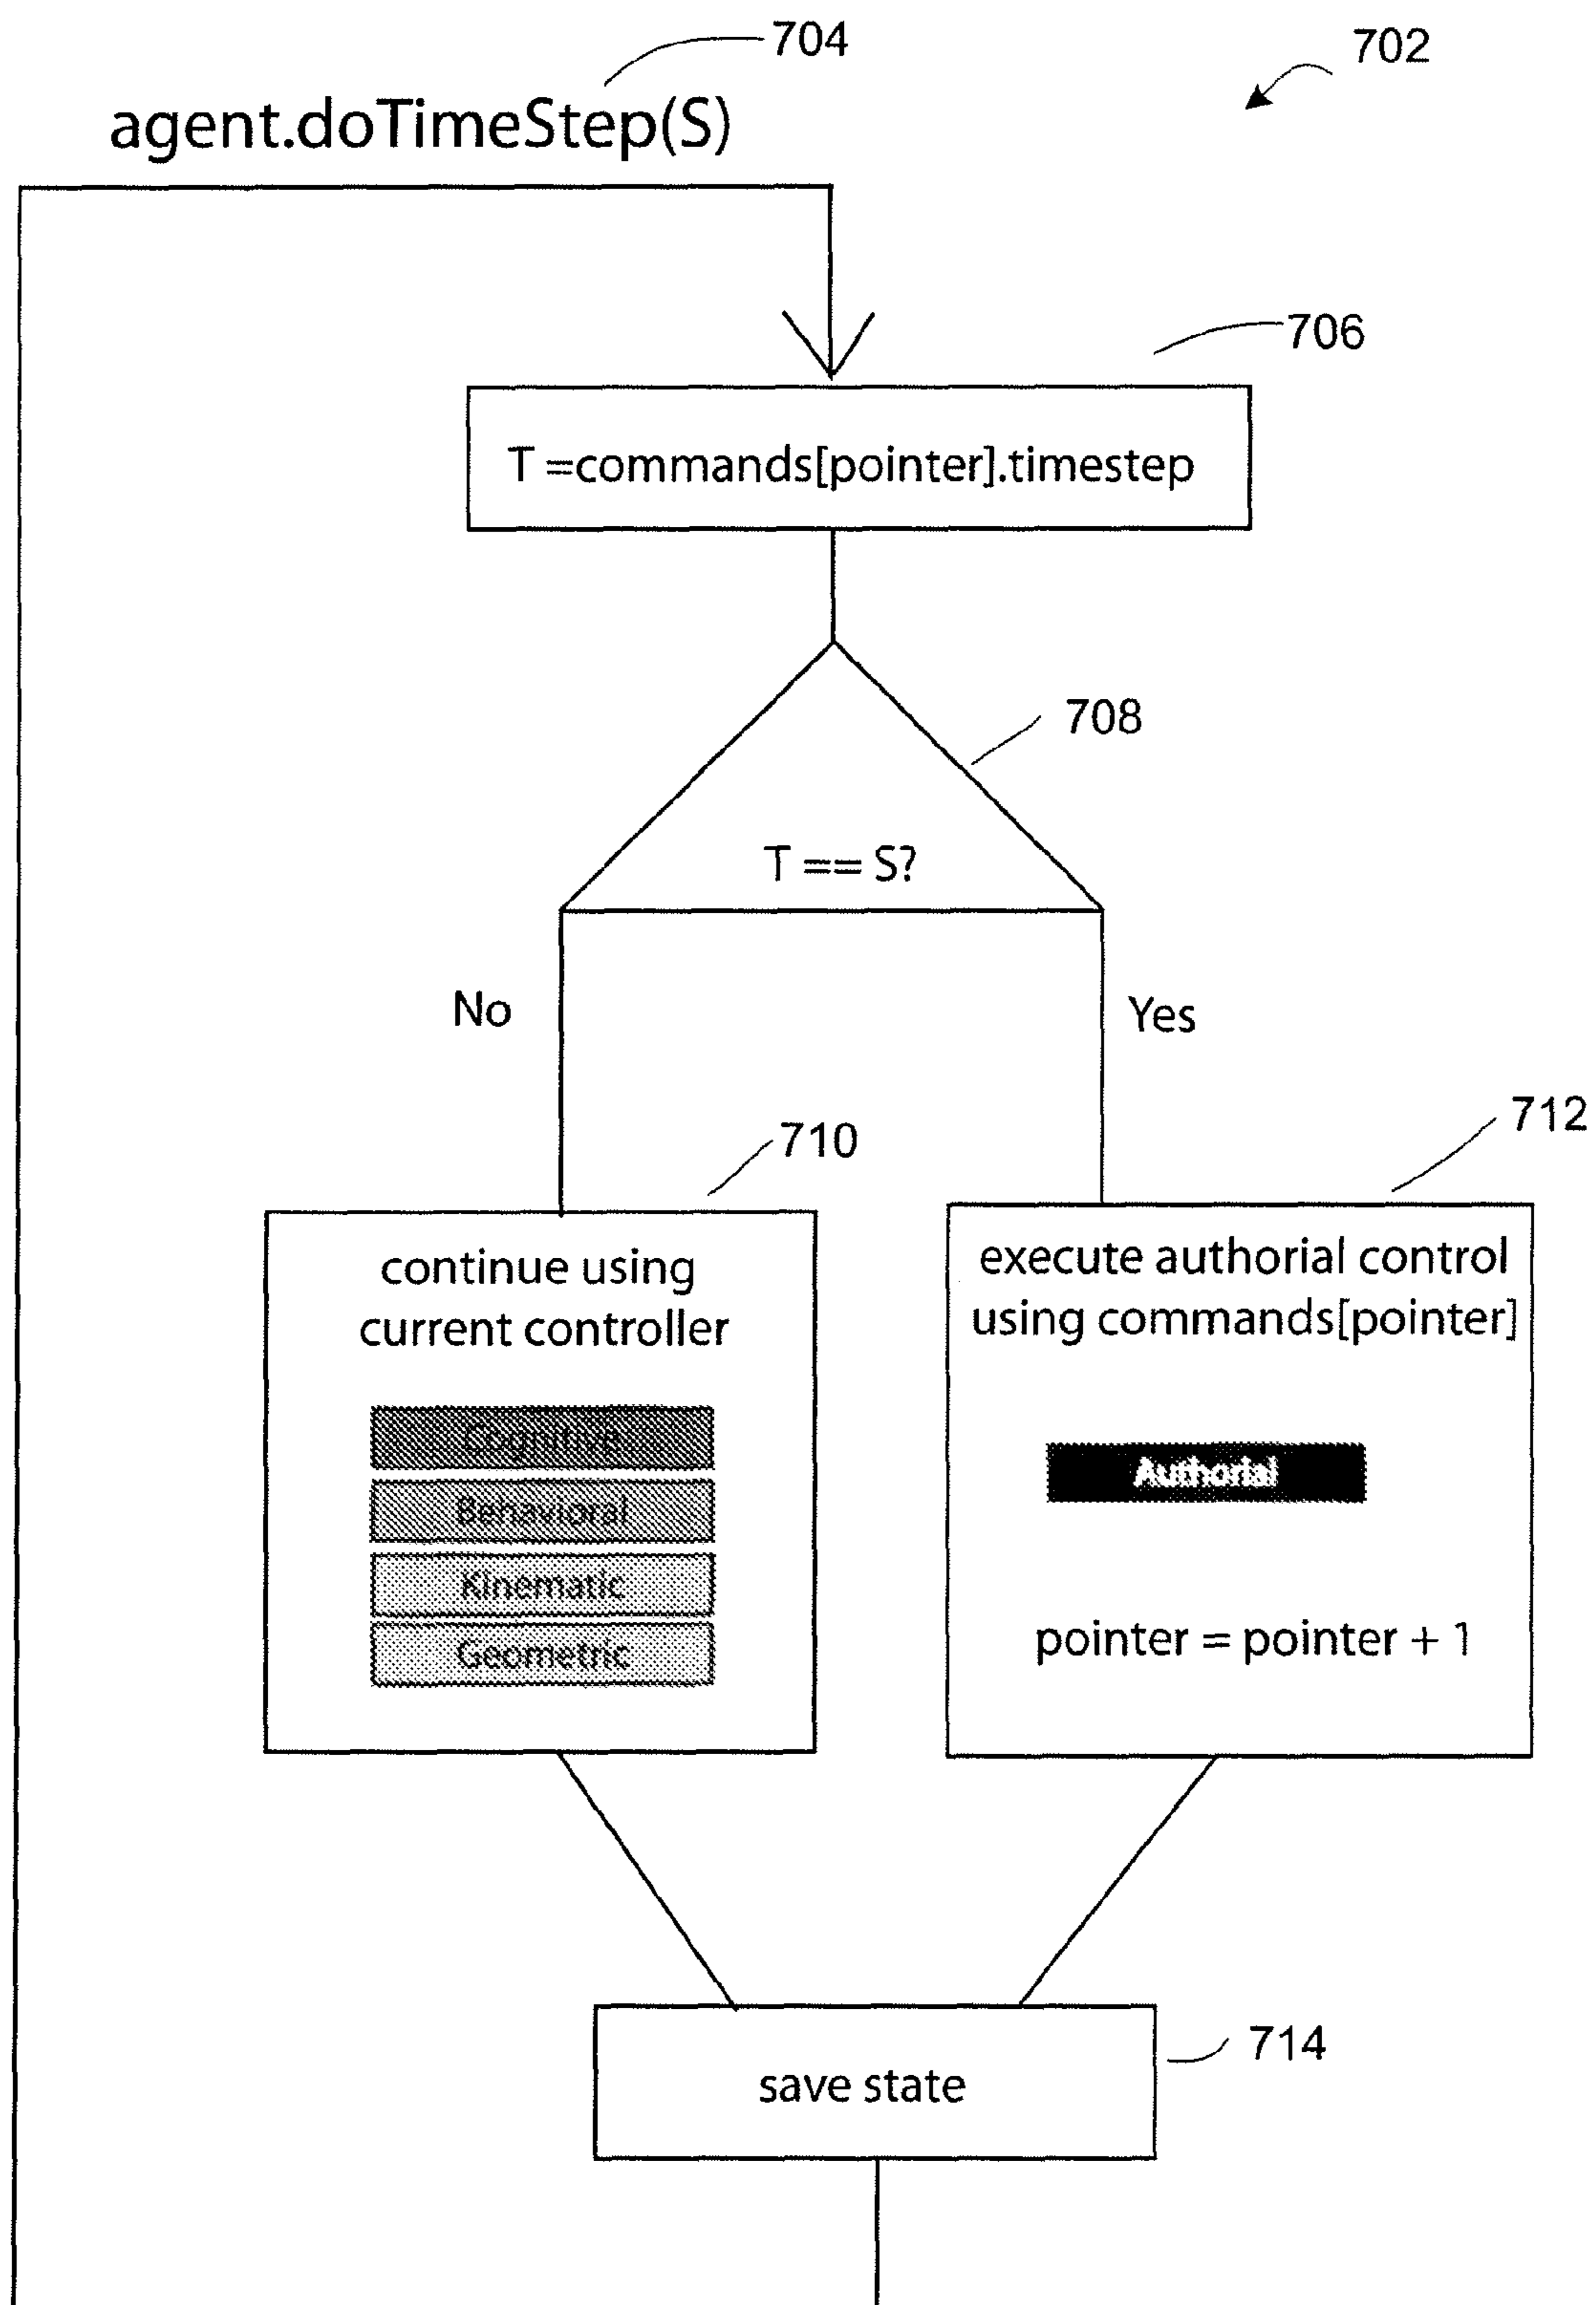 704
702
agent.doTimeStep(S)
706
T =commands[pointer].timestep
708
T == S?
No
Yes
710
712
continue using
current controller
Cognitive
Behavioral
Kinematic
Geometric
execute authorial control
using commands[pointer]
Authorial
pointer = pointer + 1
714
save state